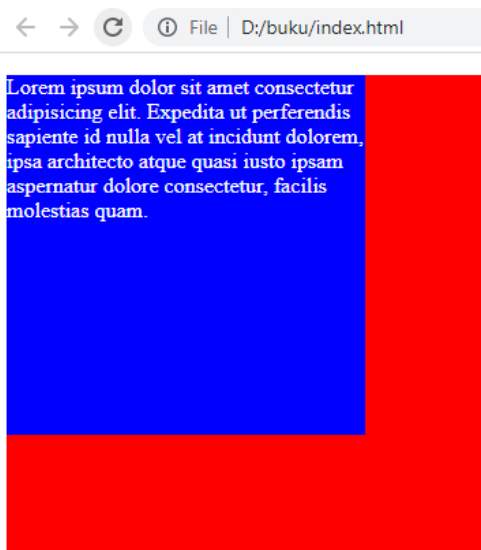 File D:/buku/index.html
Lorem ipsum dolor sit amet consectetur
adipisicing elit. Expedita ut perferendis
sapiente id nulla vel at incidunt dolorem,
ipsa architecto atque quasi iusto ipsam
aspernatur dolore consectetur, facilis
molestias quam.